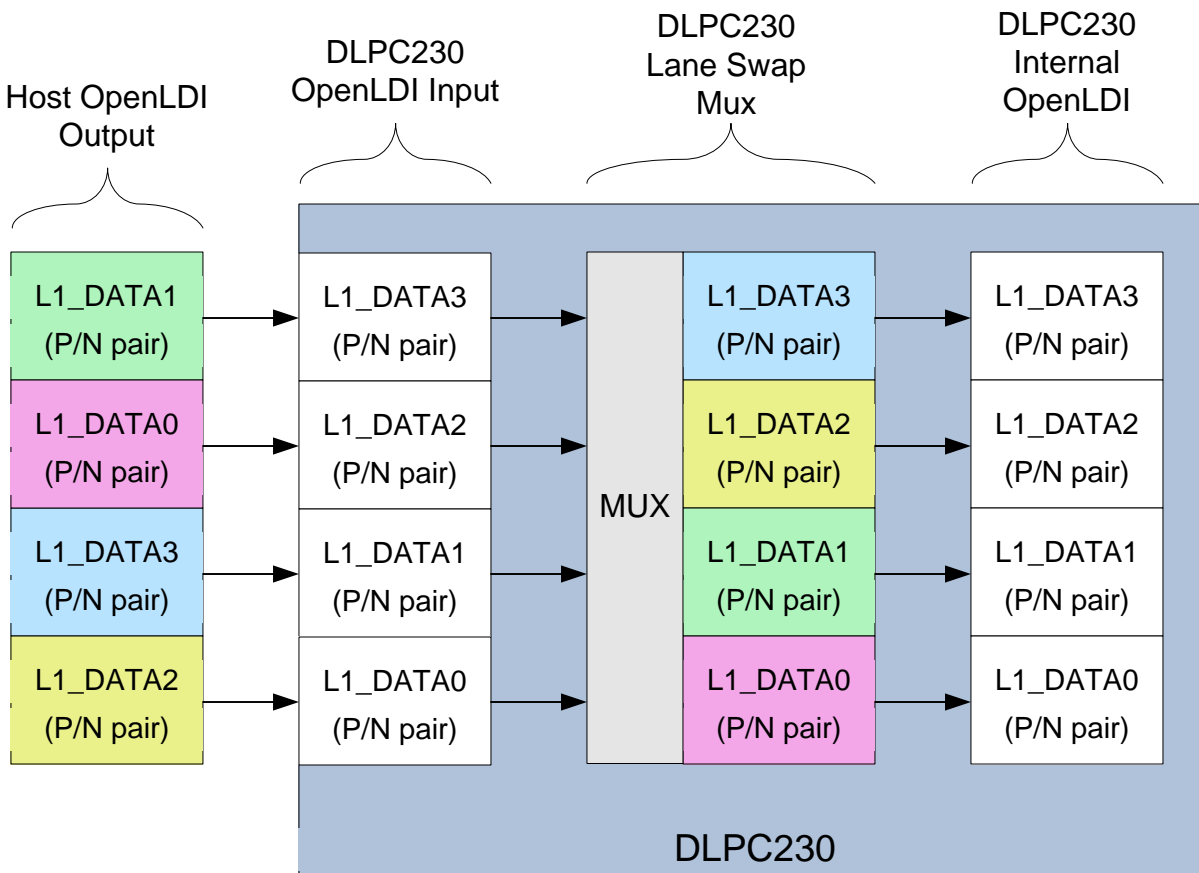 Host OpenLDI
Output
DLPC230
OpenLDI Input
DLPC230
Lane Swap
Mux
DLPC230
Internal
OpenLDI
L1_DATA1
(P/N pair)
L1_DATA0
(P/N pair)
L1_DATA3
(P/N pair)
L1_DATA2
(P/N pair)
L1_DATA3
(P/N pair)
L1_DATA2
(P/N pair)
L1_DATA1
(P/N pair)
L1_DATA0
(P/N pair)
MUX
L1_DATA3
(P/N pair)
L1_DATA2
(P/N pair)
L1_DATA1
(P/N pair)
L1_DATA0
(P/N pair)
L1_DATA3
(P/N pair)
L1_DATA2
(P/N pair)
L1_DATA1
(P/N pair)
L1_DATA0
(P/N pair)
DLPC230